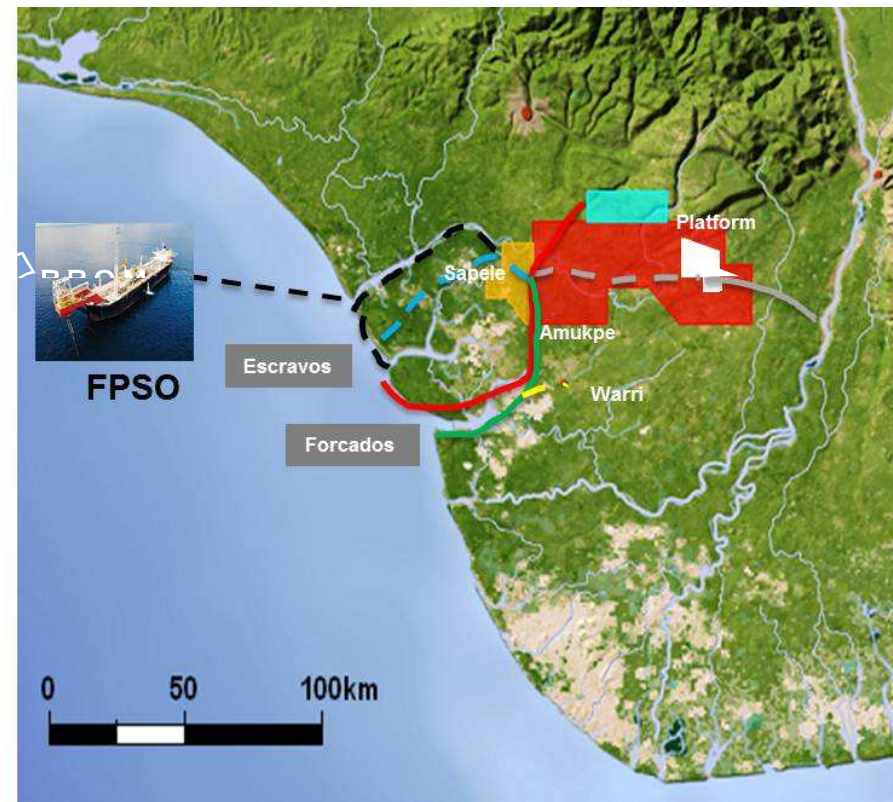 Platform
Sapele
Amukpe
Escravos
FPSO
Warri
Forcados
0 50 100km